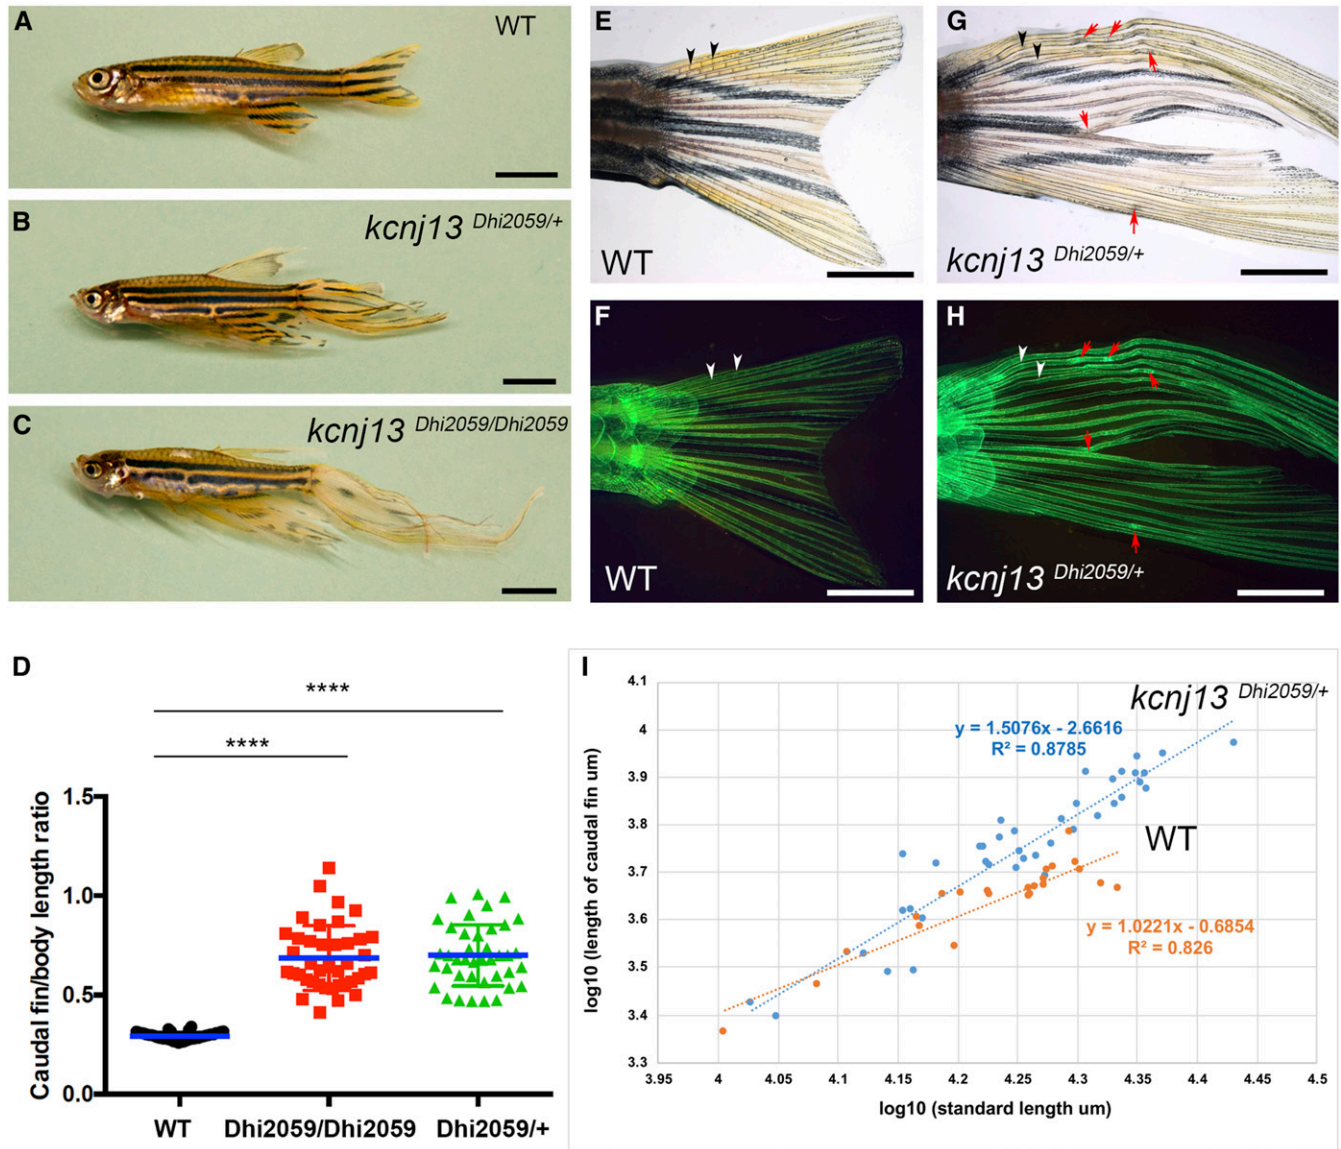 A
WT
B
kcnj13 Dhi2059/+
C
kcnj13 Dhi2059/Dhi2059
E
WT
F
WT
G
kcnj13 Dhi2059/+
H
kcnj13 Dhi2059/+
D
****
****
Caudal fin/body length ratio
1.5
1.0
0.5
0.0
WT Dhi2059/Dhi2059 Dhi2059/+
I
kcnj13 Dhi2059/+
y = 1.5076x - 2.6616
R² = 0.8785
WT
y = 1.0221x - 0.6854
R² = 0.826
log10 (length of caudal fin um)
4.1
4
3.9
3.8
3.7
3.6
3.5
3.4
3.3
3.95 4 4.05 4.1 4.15 4.2 4.25 4.3 4.35 4.4 4.45 4.5
log10 (standard length um)